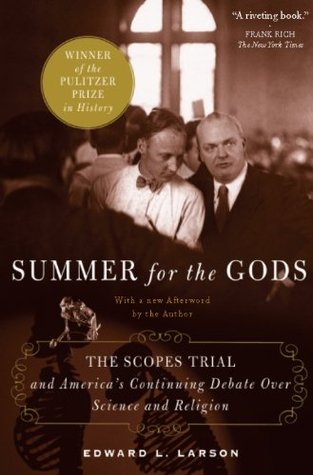 "A riveting book."
FRANK RICH
The New York Times
WINNER
of the
PULITZER
PRIZE
in History
SUMMER for the GODS
With a new Afterword
by the Author
THE SCOPES TRIAL
and America's Continuing Debate Over
Science and Religion
EDWARD L. LARSON